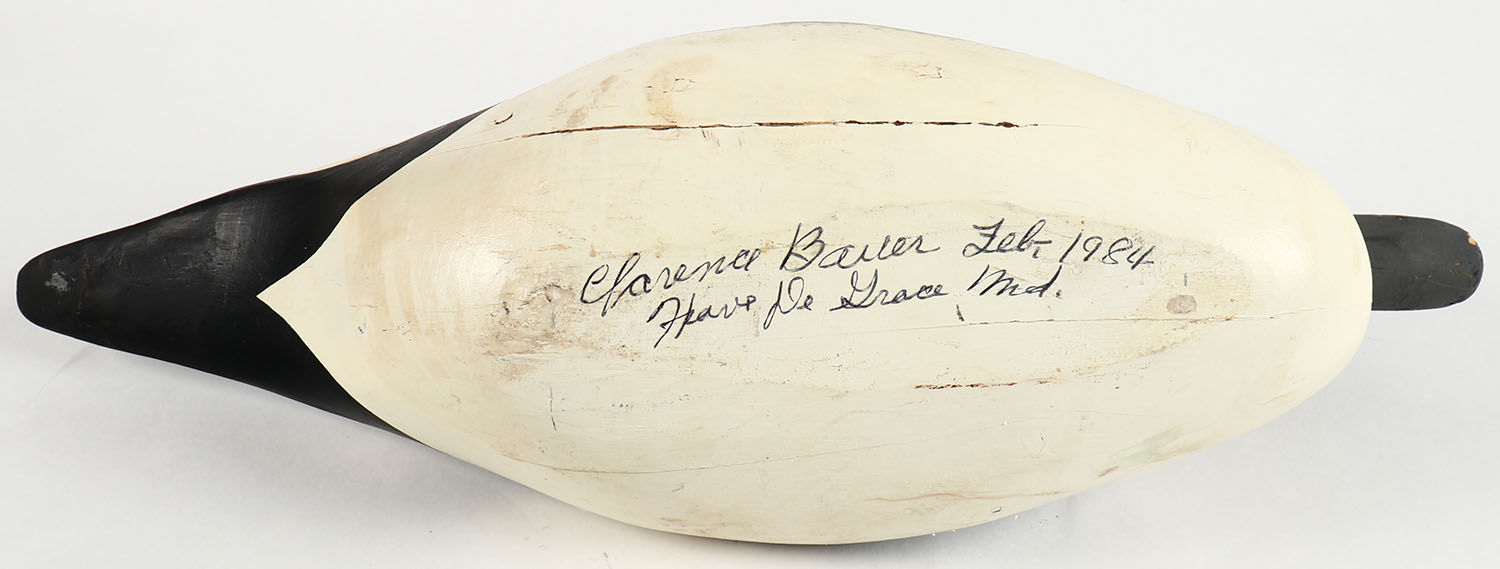 Clarence Bauer Feb, 1984
Havre De Grace, Md.